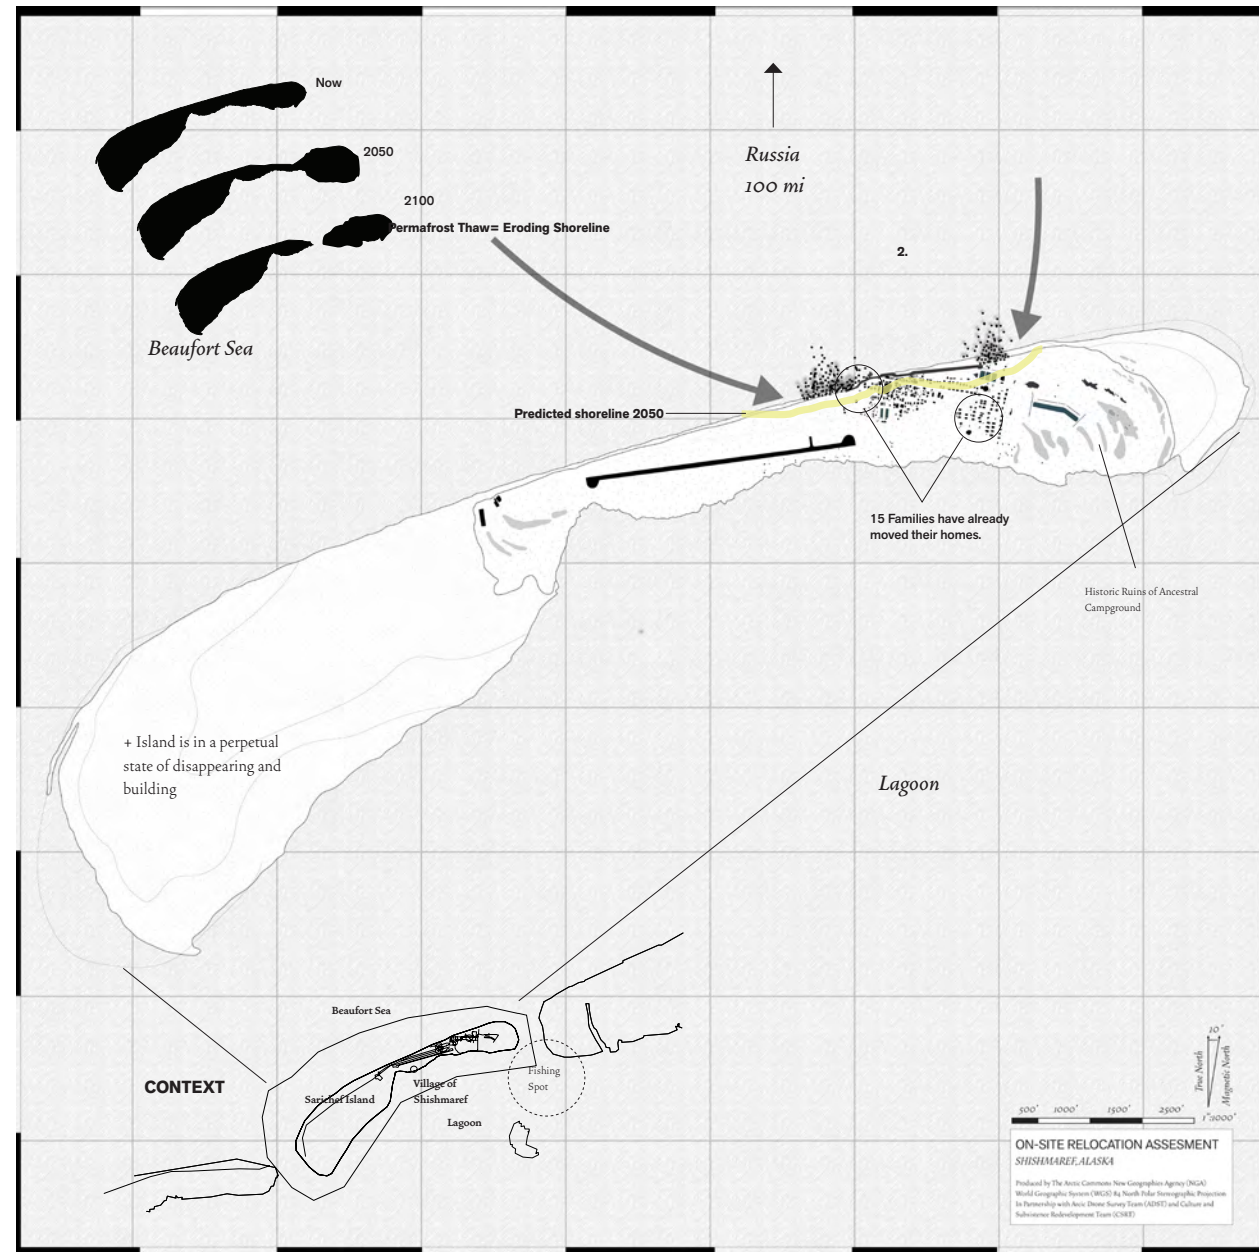 Now
2050
2100
Permafrost Thaw= Eroding Shoreline
Beaufort Sea
Russia
100 mi
2.
Predicted shoreline 2050
15 Families have already
moved their homes.
Historic Ruins of Ancestral
Campground
+ Island is in a perpetual
state of disappearing and
building
Lagoon
CONTEXT
Beaufort Sea
Sarichef Island
Village of
Shishmaref
Lagoon
Fishing
Spot
10°
True North
Magnetic North
500' 1000' 1500' 2500'
1":1000'
ON-SITE RELOCATION ASSESMENT
SHISHMAREF, ALASKA
Produced by The Arctic Commons New Geographies Agency (NGA)
World Geographic System (WGS) 84 North Polar Stereographic Projection
In Partnership with Arcic Drone Survey Team (ADST) and Culture and
Subsistence Redevelopment Team (CSRT)